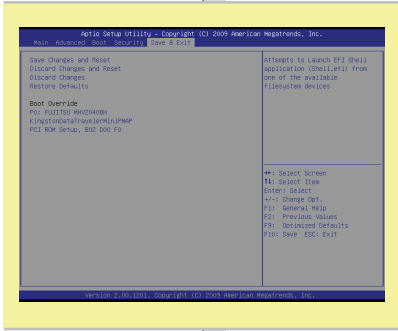 Aptio Setup Utility - Copyright (C) 2009 American Megatrends, Inc.
Main Advanced Boot Security Save & Exit
Save Changes and Reset
Discard Changes and Reset
Discard Changes
Restore Defaults
Boot Override
P0: FUJITSU MHV2040BH
KingstonDataTravelerMiniPMAP
PCI ROM Setup, B02 D00 F0
Attempts to Launch EFI Shell
application (Shell.efi) from
one of the available
filesystem devices
→←: Select Screen
↑↓: Select Item
Enter: Select
+/-: Change Opt.
F1: General Help
F2: Previous Values
F9: Optimized Defaults
F10: Save ESC: Exit
Version 2.00.1201. Copyright (C) 2009 American Megatrends, Inc.